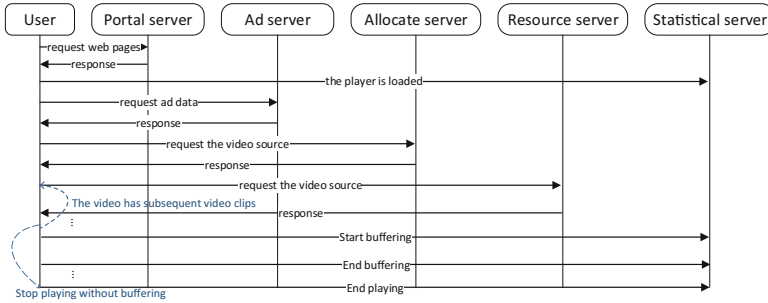 User Portal server Ad server Allocate server Resource server Statistical server
request web pages
response
the player is loaded
request ad data
response
request the video source
response
request the video source
The video has subsequent video clips
response
...
Start buffering
End buffering
...
End playing
Stop playing without buffering